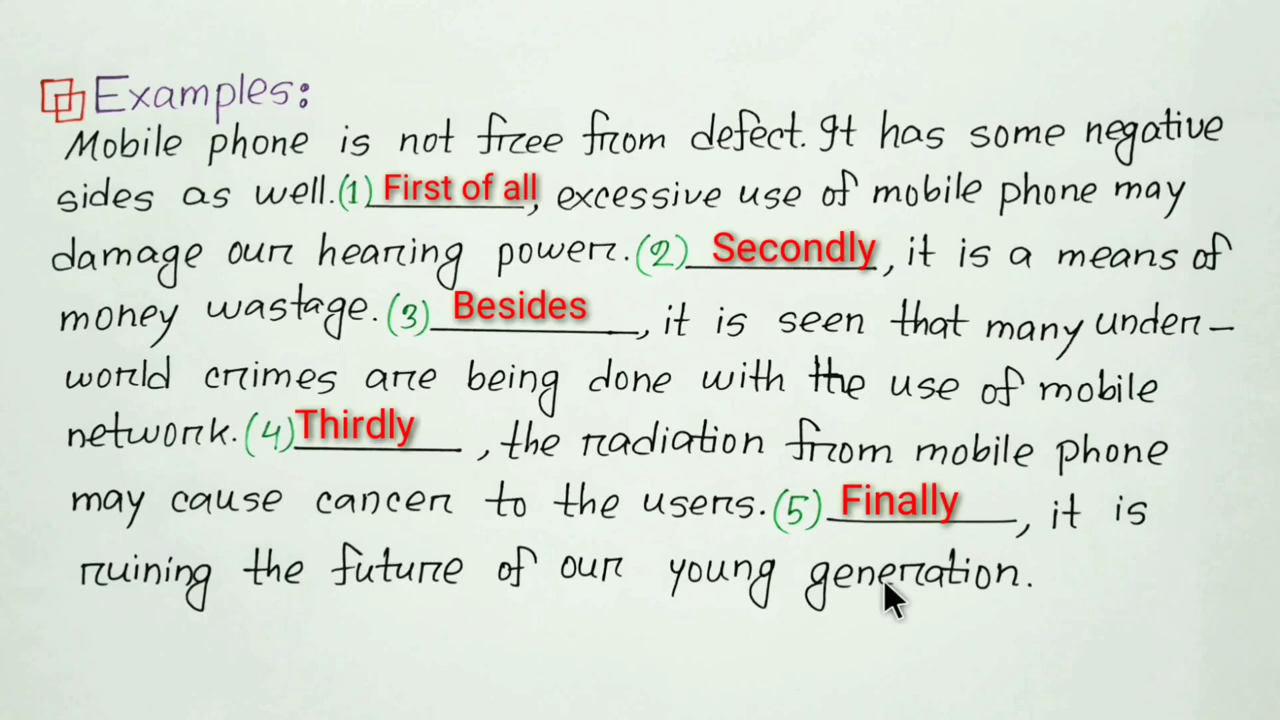 Examples:
Mobile phone is not free from defect. It has some negative
sides as well. (1) First of all, excessive use of mobile phone may
damage our hearing power. (2) Secondly, it is a means of
money wastage. (3) Besides, it is seen that many under-
world crimes are being done with the use of mobile
network. (4) Thirdly, the radiation from mobile phone
may cause cancer to the users. (5) Finally, it is
ruining the future of our young generation.